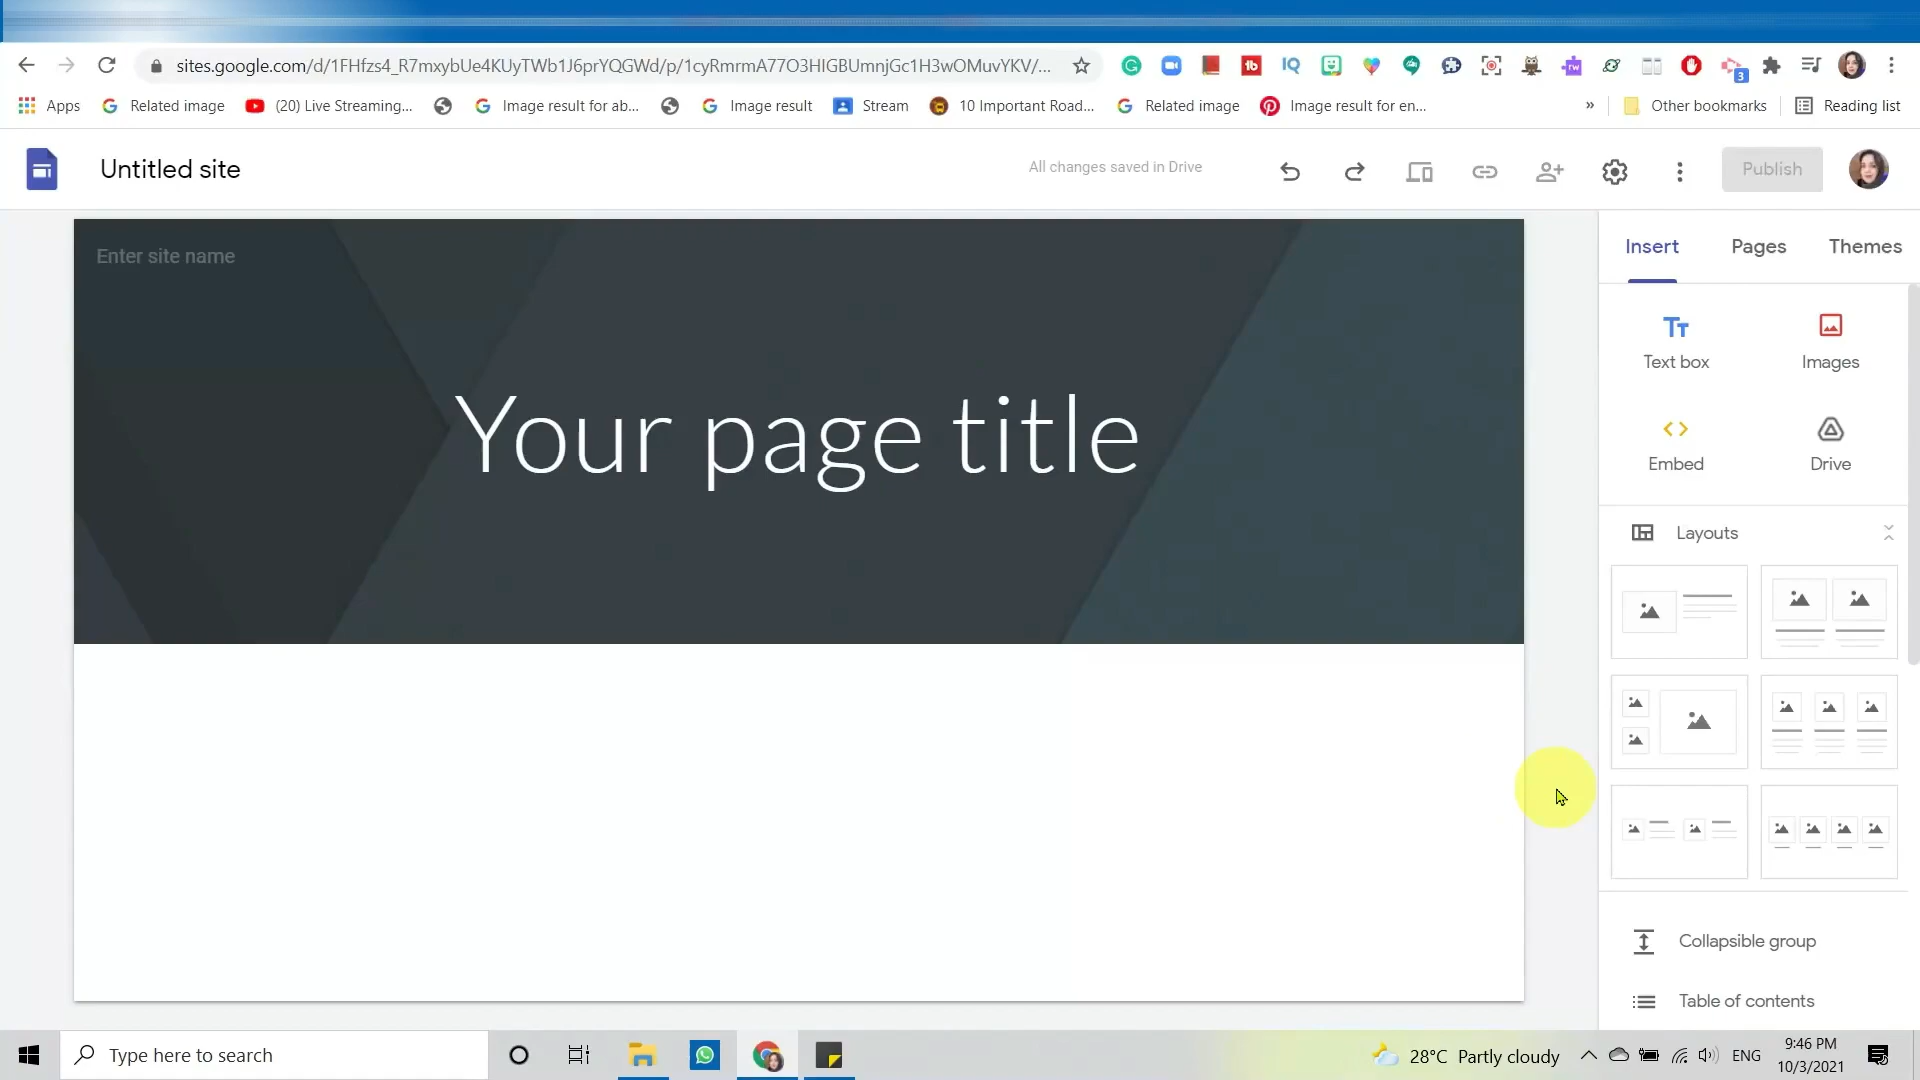 sites.google.com/d/1FHfzs4_R7mxybUe4KUyTWb1J6prYQGWd/p/1cyRmrmA77O3HIGBUmnjGc1H3wOMuvYKV/...
3
Apps
Related image
(20) Live Streaming...
Image result for ab...
Image result
Stream
10 Important Road...
Related image
Image result for en...
»
Other bookmarks
Reading list
Untitled site
All changes saved in Drive
Publish
Enter site name
Your page title
Insert
Pages
Themes
Text box
Images
Embed
Drive
Layouts
Collapsible group
Table of contents
Type here to search
28°C Partly cloudy
ENG
9:46 PM
10/3/2021